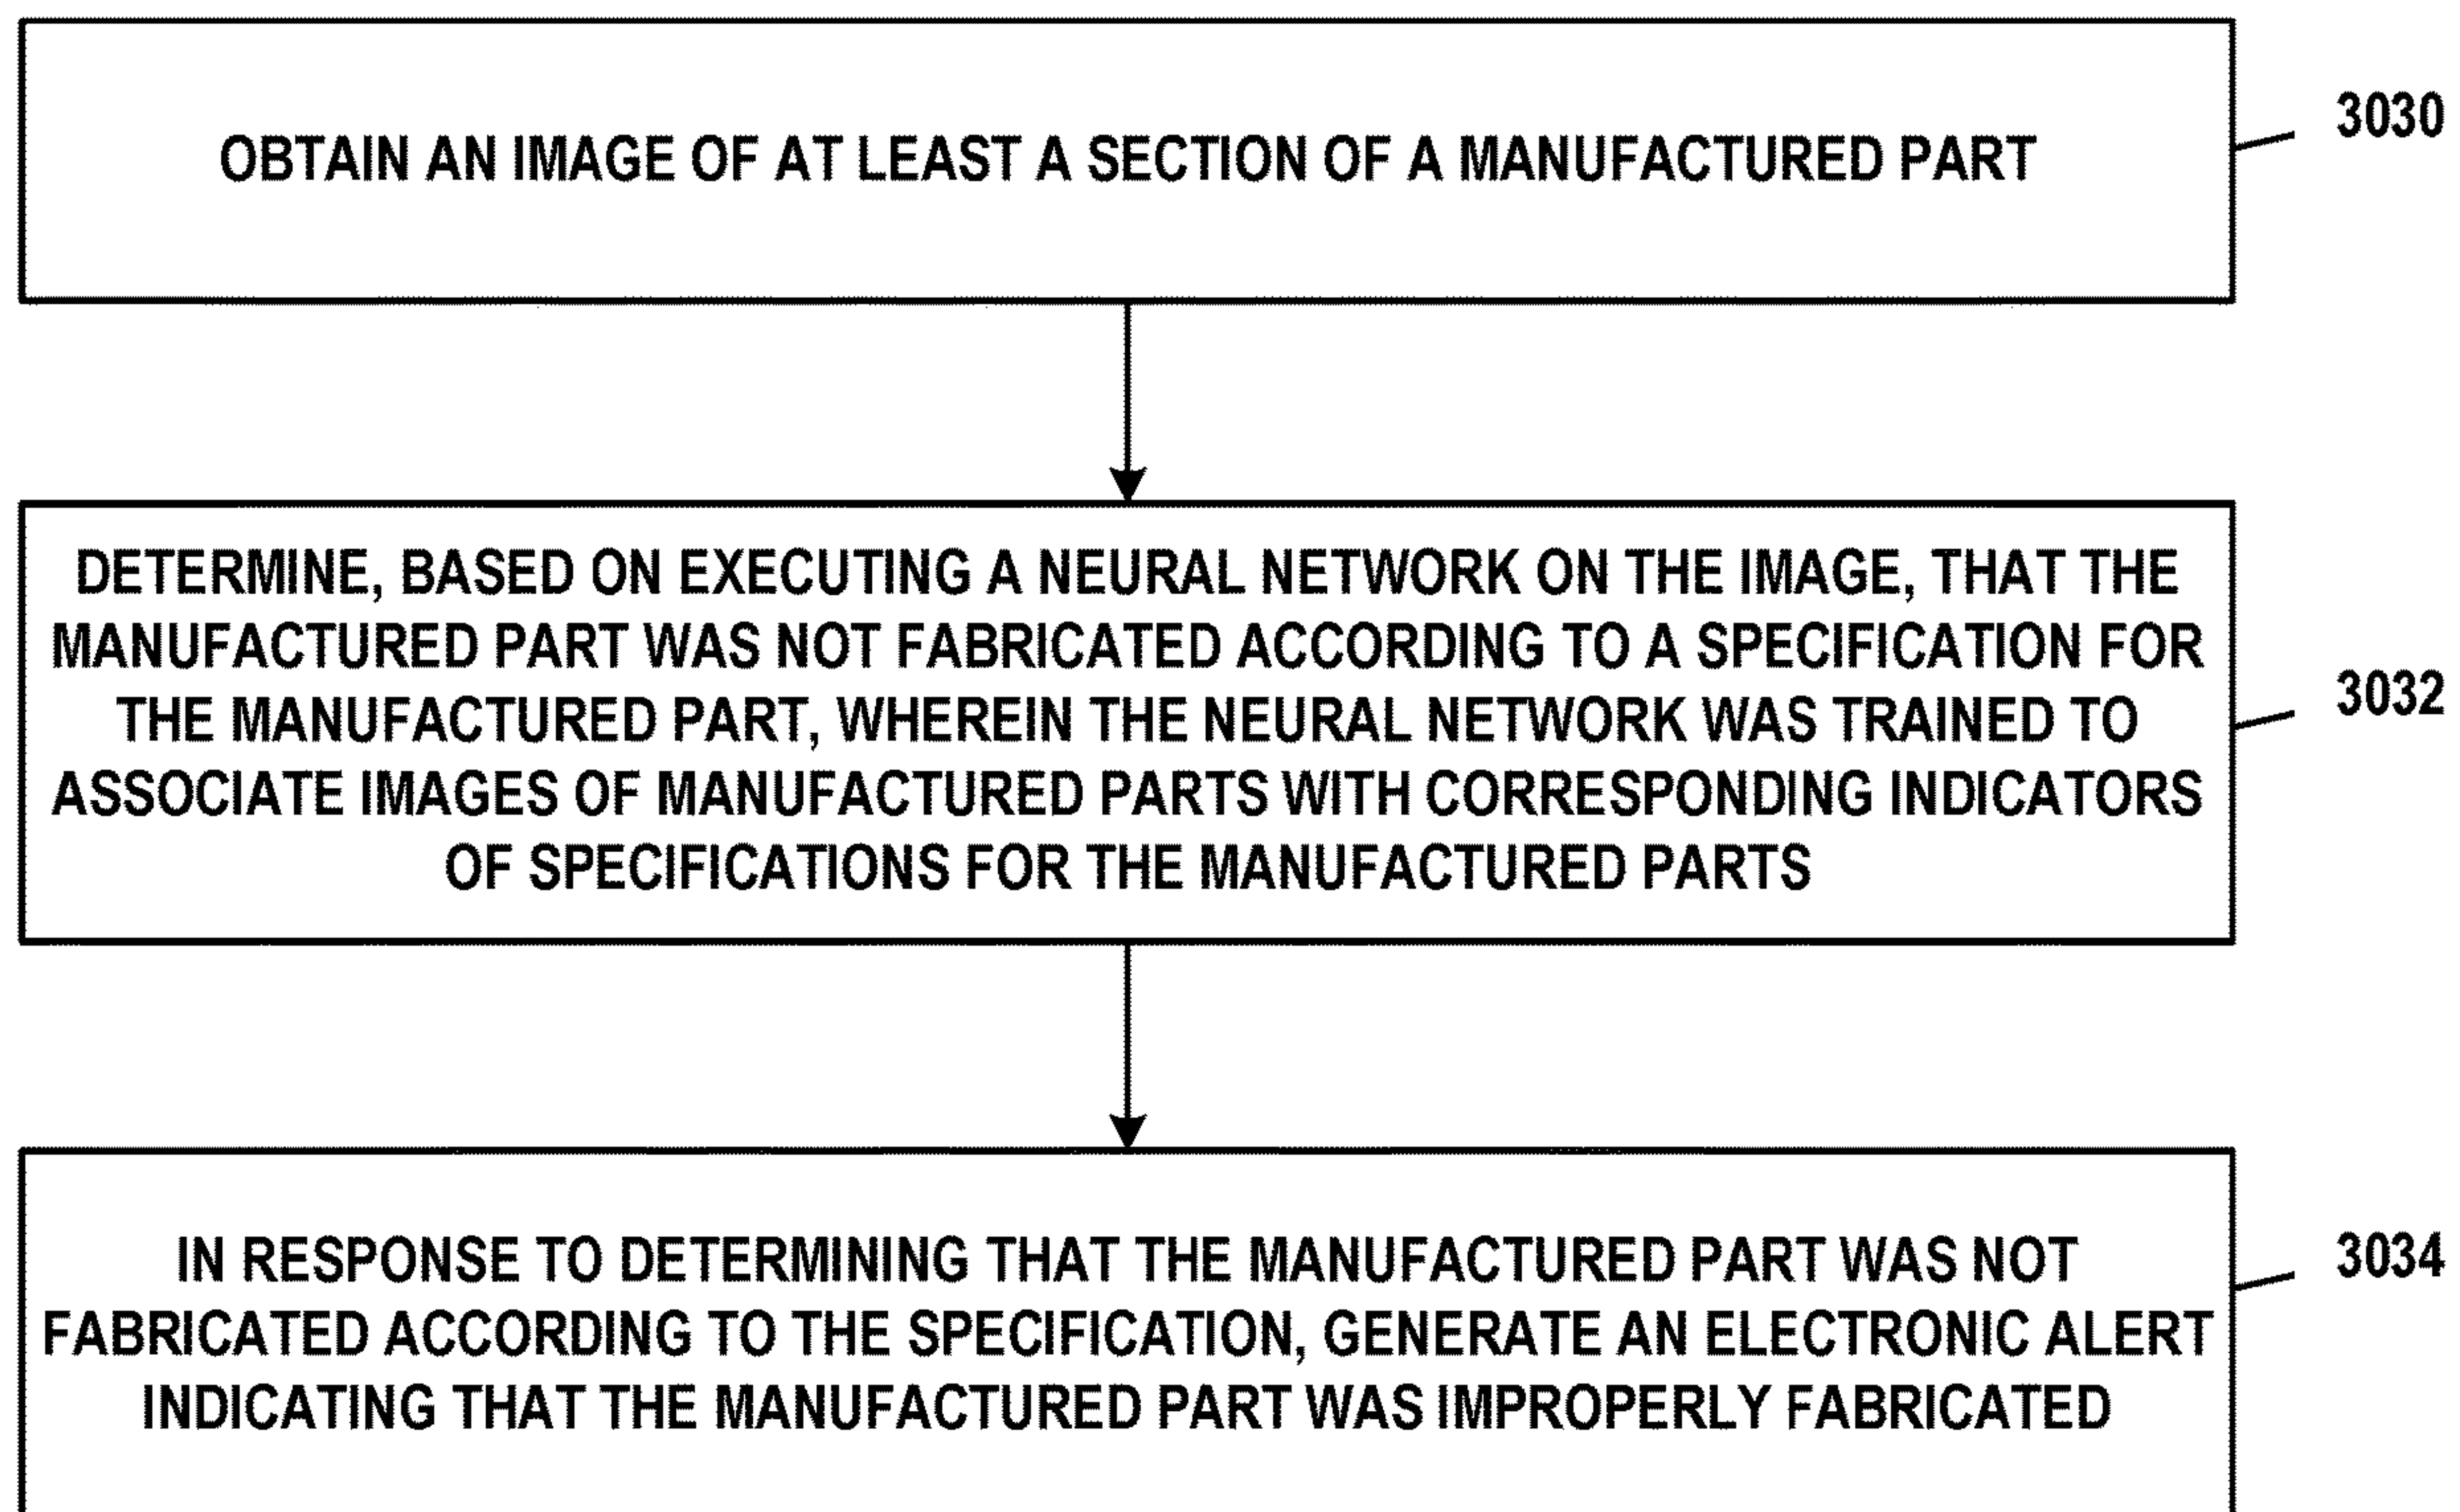 OBTAIN AN IMAGE OF AT LEAST A SECTION OF A MANUFACTURED PART
3030
DETERMINE, BASED ON EXECUTING A NEURAL NETWORK ON THE IMAGE, THAT THE
MANUFACTURED PART WAS NOT FABRICATED ACCORDING TO A SPECIFICATION FOR
THE MANUFACTURED PART, WHEREIN THE NEURAL NETWORK WAS TRAINED TO
ASSOCIATE IMAGES OF MANUFACTURED PARTS WITH CORRESPONDING INDICATORS
OF SPECIFICATIONS FOR THE MANUFACTURED PARTS
3032
IN RESPONSE TO DETERMINING THAT THE MANUFACTURED PART WAS NOT
FABRICATED ACCORDING TO THE SPECIFICATION, GENERATE AN ELECTRONIC ALERT
INDICATING THAT THE MANUFACTURED PART WAS IMPROPERLY FABRICATED
3034